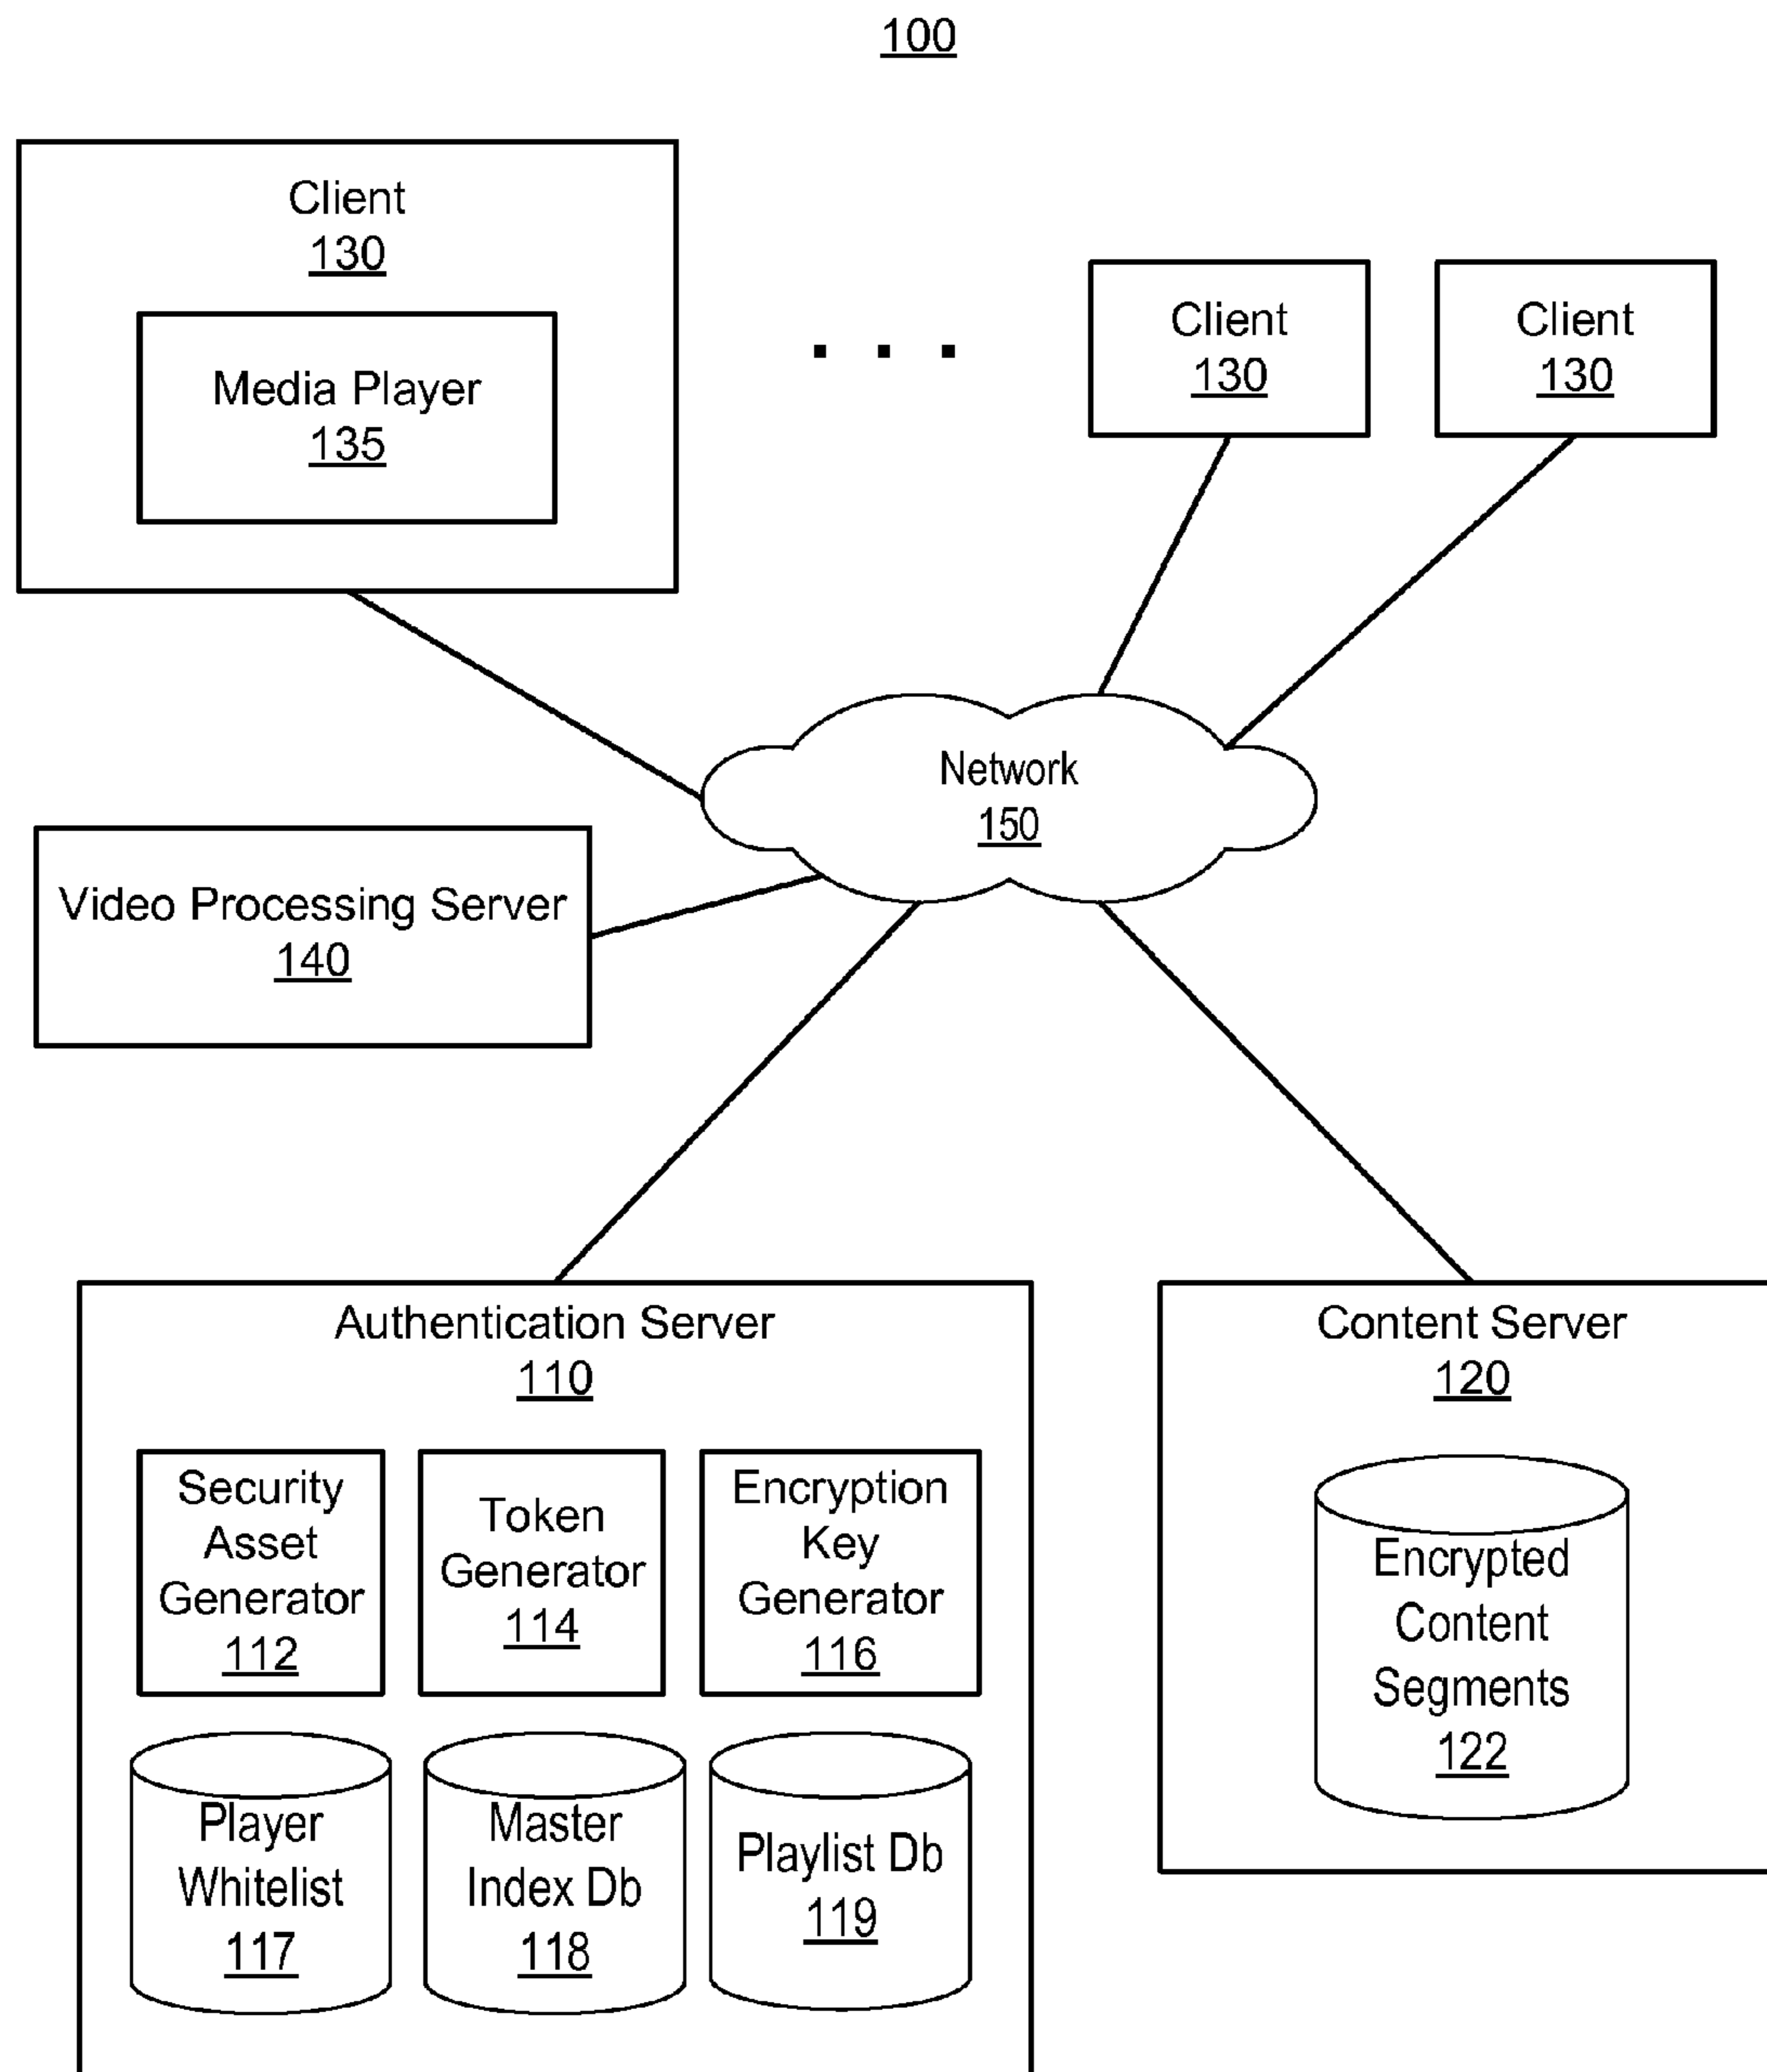 100
Client
130
Media Player
135
Client
130
Client
130
Network
150
Video Processing Server
140
Authentication Server
110
Security
Asset
Generator
112
Token
Generator
114
Encryption
Key
Generator
116
Player
Whitelist
117
Master
Index Db
118
Playlist Db
119
Content Server
120
Encrypted
Content
Segments
122